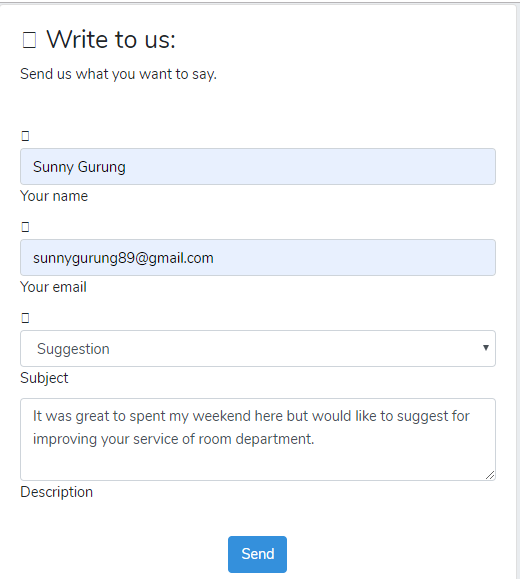 Write to us:
Send us what you want to say.
Sunny Gurung
Your name
sunnygurung89@gmail.com
Your email
Suggestion
Subject
It was great to spent my weekend here but would like to suggest for
improving your service of room department.
Description
Send